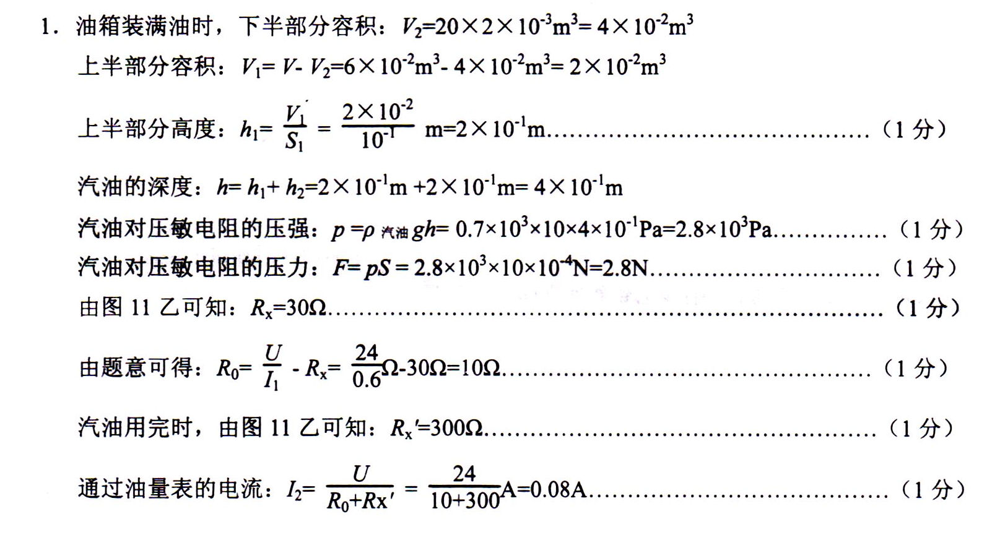 1. 油箱装满油时，下半部分容积：V₂=20×2×10⁻³m³= 4×10⁻²m³
上半部分容积：V₁= V- V₂=6×10⁻²m³- 4×10⁻²m³= 2×10⁻²m³
上半部分高度：h₁= V₁/S₁ = 2×10⁻²/10⁻¹ m=2×10⁻¹m.................................（1 分）
汽油的深度：h= h₁+ h₂=2×10⁻¹m +2×10⁻¹m= 4×10⁻¹m
汽油对压敏电阻的压强：p =ρ 汽油 gh= 0.7×10³×10×4×10⁻¹Pa=2.8×10³Pa...............（1 分）
汽油对压敏电阻的压力：F= pS = 2.8×10³×10×10⁻⁴N=2.8N........................（1 分）
由图 11 乙可知：Rₓ=30Ω..........................................................（1 分）
由题意可得：R₀= U/I₁ - Rₓ= 24/0.6Ω-30Ω=10Ω......................................（1 分）
汽油用完时，由图 11 乙可知：Rₓ′=300Ω.........................................（1 分）
通过油量表的电流：I₂= U/R₀+Rx′ = 24/10+300A=0.08A...............................（1 分）